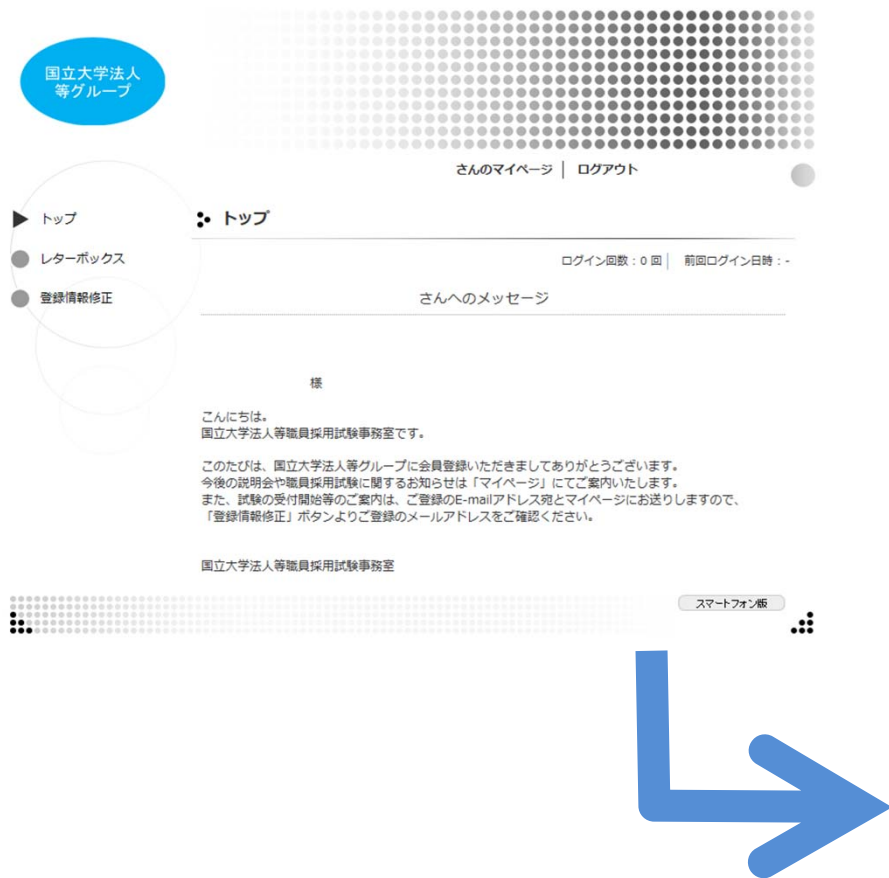 国立大学法人
等グループ
さんのマイページ│ ログアウト
トップ
レターボックス
登録情報修正
トップ
ログイン回数：0 回│ 前回ログイン日時：-
さんへのメッセージ
様
こんにちは。
国立大学法人等職員採用試験事務室です。
このたびは、国立大学法人等グループに会員登録いただきましてありがとうございます。
今後の説明会や職員採用試験に関するお知らせは「マイページ」にてご案内いたします。
また、試験の受付開始等のご案内は、ご登録のE-mailアドレス宛とマイページにお送りしますので、
「登録情報修正」ボタンよりご登録のメールアドレスをご確認ください。
国立大学法人等職員採用試験事務室
スマートフォン版